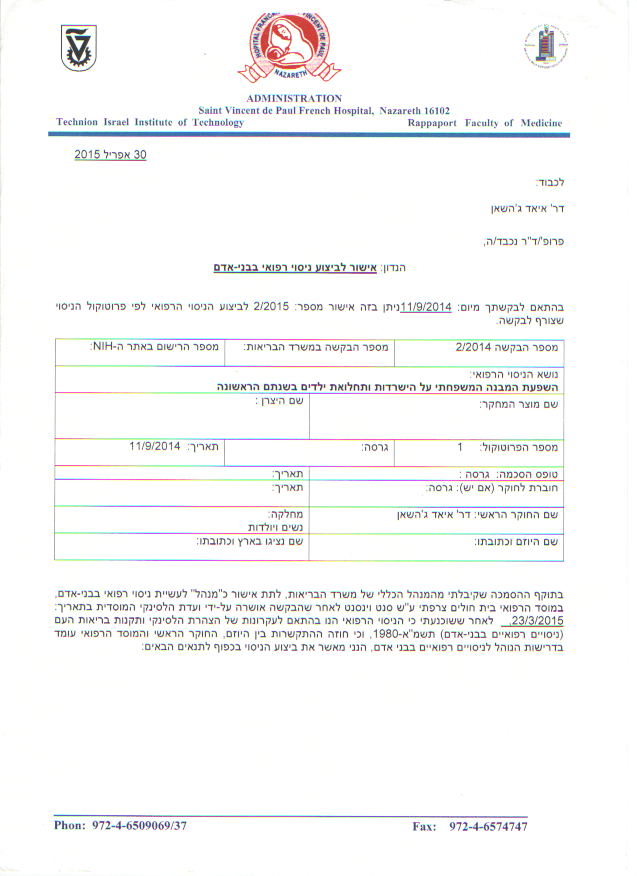 HOPITAL FRANCAIS ST. VINCENT DE PAUL
NAZARETH
ADMINISTRATION
Saint Vincent de Paul French Hospital, Nazareth 16102
Technion Israel Institute of Technology Rappaport Faculty of Medicine
30 אפריל 2015
לכבוד:
דר' איאד ג'השאן
פרופ'/ד"ר נכבד/ה,
הנדון: אישור לביצוע ניסוי רפואי בבני-אדם
בהתאם לבקשתך מיום: 11/9/2014ניתן בזה אישור מספר: 2/2015 לביצוע הניסוי הרפואי לפי פרוטוקול הניסוי
שצורף לבקשה.
מספר הבקשה 2/2014 מספר הבקשה במשרד הבריאות: מספר הרישום באתר ה-NIH:
נושא הניסוי הרפואי:
השפעת המבנה המשפחתי על הישרדות ותחלואת ילדים בשנתם הראשונה
שם מוצר המחקר: שם היצרן :
מספר הפרוטוקול: 1 גרסה: תאריך: 11/9/2014
טופס הסכמה: גרסה : תאריך:
חוברת לחוקר (אם יש): גרסה: תאריך:
שם החוקר הראשי: דר' איאד ג'השאן מחלקה:
נשים ויולדות
שם היוזם וכתובתו: שם נציגו בארץ וכתובתו:
בתוקף ההסמכה שקיבלתי מהמנהל הכללי של משרד הבריאות, לתת אישור כ"מנהל" לעשיית ניסוי רפואי בבני-אדם,
במוסד הרפואי בית חולים צרפתי ע"ש סנט וינסנט לאחר שהבקשה אושרה על-ידי ועדת הלסינקי המוסדית בתאריך:
23/3/2015, לאחר ששוכנעתי כי הניסוי הרפואי הנו בהתאם לעקרונות של הצהרת הלסינקי ותקנות בריאות העם
(ניסויים רפואיים בבני-אדם) תשמ"א-1980, וכי חוזה ההתקשרות בין היוזם, החוקר הראשי והמוסד הרפואי עומד
בדרישות הנוהל לניסויים רפואיים בבני אדם, הנני מאשר את ביצוע הניסוי בכפוף לתנאים הבאים:
Phon: 972-4-6509069/37 Fax: 972-4-6574747